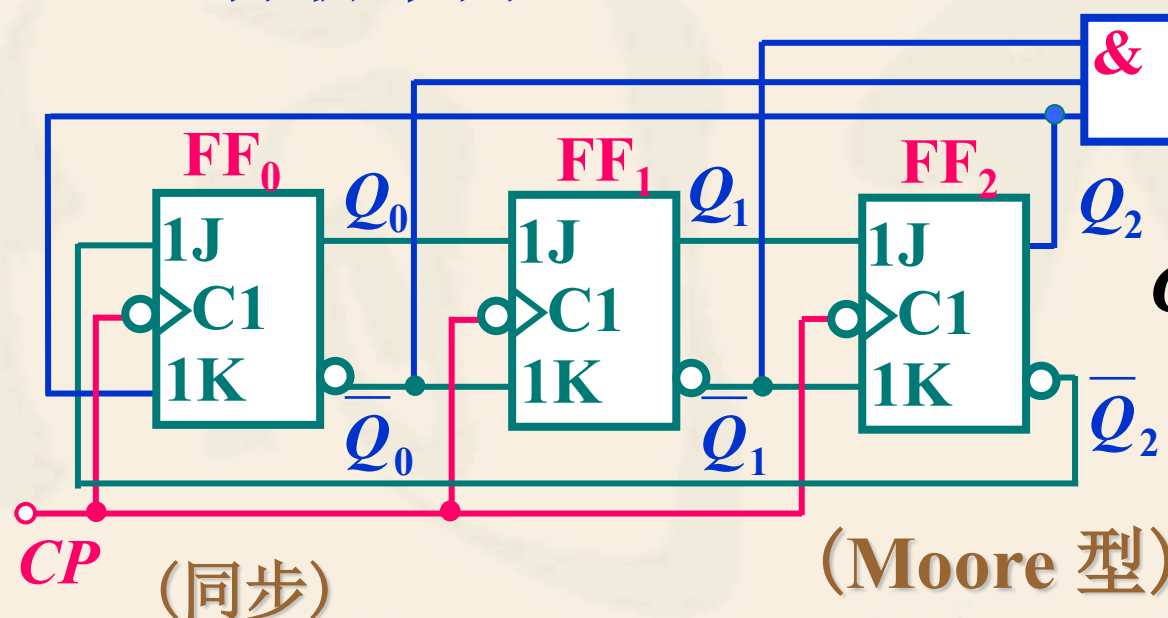 &
FF₀ FF₁ FF₂
Q₀ Q₁ Q₂
1J 1J 1J
C1 C1 C1
1K 1K 1K
Q̅₀ Q̅₁ Q̅₂
CP
(同步)
(Moore 型)